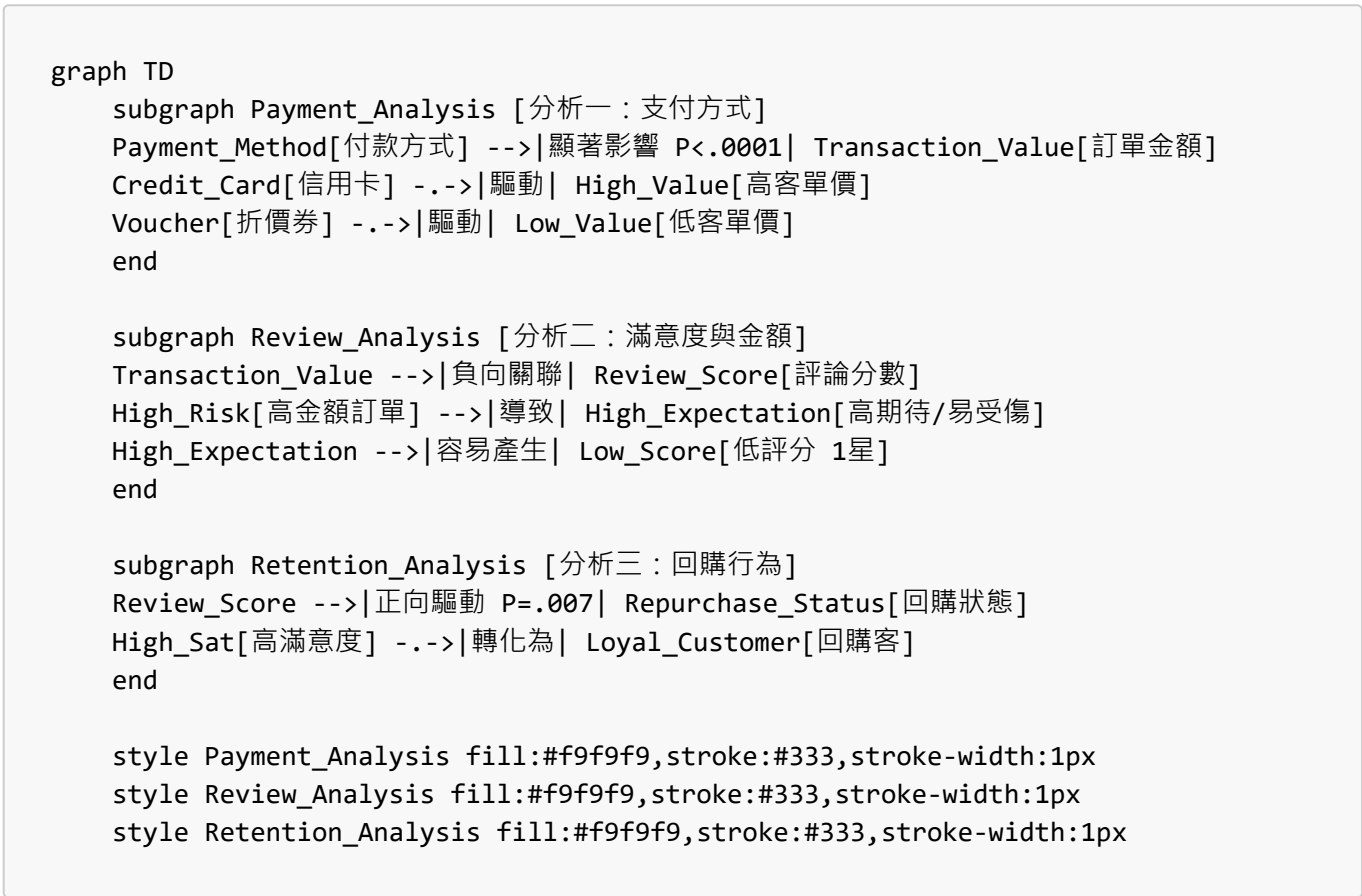 graph TD
subgraph Payment_Analysis [分析一：支付方式]
Payment_Method[付款方式] -->|顯著影響 P<.0001| Transaction_Value[訂單金額]
Credit_Card[信用卡] -.->|驅動| High_Value[高客單價]
Voucher[折價券] -.->|驅動| Low_Value[低客單價]
end
subgraph Review_Analysis [分析二：滿意度與金額]
Transaction_Value -->|負向關聯| Review_Score[評論分數]
High_Risk[高金額訂單] -->|導致| High_Expectation[高期待/易受傷]
High_Expectation -->|容易產生| Low_Score[低評分 1星]
end
subgraph Retention_Analysis [分析三：回購行為]
Review_Score -->|正向驅動 P=.007| Repurchase_Status[回購狀態]
High_Sat[高滿意度] -.->|轉化為| Loyal_Customer[回購客]
end
style Payment_Analysis fill:#f9f9f9,stroke:#333,stroke-width:1px
style Review_Analysis fill:#f9f9f9,stroke:#333,stroke-width:1px
style Retention_Analysis fill:#f9f9f9,stroke:#333,stroke-width:1px